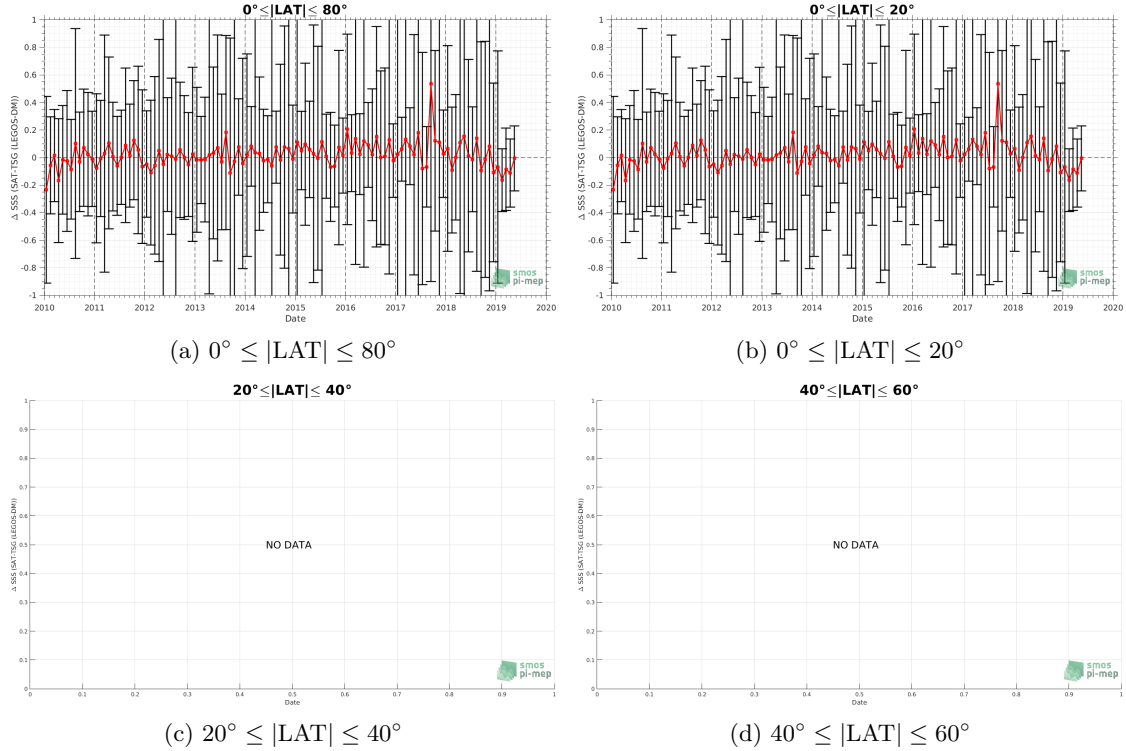 0°≤|LAT|≤ 80°
1
0.8
0.6
0.4
0.2
0
-0.2
-0.4
-0.6
-0.8
-1
Δ SSS (SAT-TSG (LEGOS-DM))
2010 2011 2012 2013 2014 2015 2016 2017 2018 2019 2020
Date
smos
pi-mep
(a) 0° ≤ |LAT| ≤ 80°
0°≤|LAT|≤ 20°
1
0.8
0.6
0.4
0.2
0
-0.2
-0.4
-0.6
-0.8
-1
Δ SSS (SAT-TSG (LEGOS-DM))
2010 2011 2012 2013 2014 2015 2016 2017 2018 2019 2020
Date
smos
pi-mep
(b) 0° ≤ |LAT| ≤ 20°
20°≤|LAT|≤ 40°
1
0.9
0.8
0.7
0.6
0.5
0.4
0.3
0.2
0.1
0
Δ SSS (SAT-TSG (LEGOS-DM))
NO DATA
0 0.1 0.2 0.3 0.4 0.5 0.6 0.7 0.8 0.9 1
Date
smos
pi-mep
(c) 20° ≤ |LAT| ≤ 40°
40°≤|LAT|≤ 60°
1
0.9
0.8
0.7
0.6
0.5
0.4
0.3
0.2
0.1
0
Δ SSS (SAT-TSG (LEGOS-DM))
NO DATA
0 0.1 0.2 0.3 0.4 0.5 0.6 0.7 0.8 0.9 1
Date
smos
pi-mep
(d) 40° ≤ |LAT| ≤ 60°